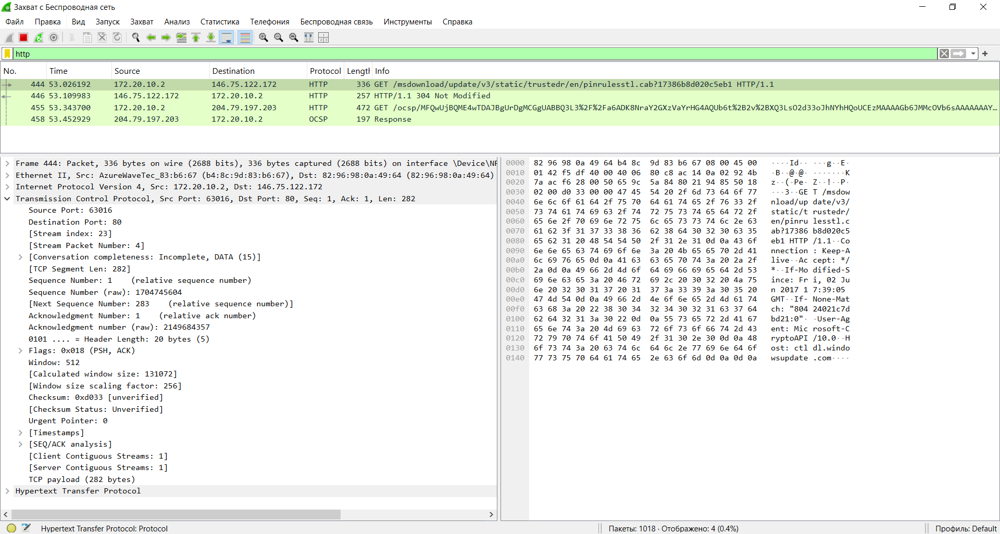 Захват с Беспроводная сеть
Файл Правка Вид Запуск Захват Анализ Статистика Телефония Беспроводная связь Инструменты Справка
http
No. Time Source Destination Protocol Length Info
444 53.026192 172.20.10.2 146.75.122.172 HTTP 336 GET /msdownload/update/v3/static/trustedr/en/pinrulesstl.cab?17386b8d020c5eb1 HTTP/1.1
446 53.109983 146.75.122.172 172.20.10.2 HTTP 257 HTTP/1.1 304 Not Modified
455 53.343700 172.20.10.2 204.79.197.203 HTTP 472 GET /ocsp/MFQwUjBQME4wTDAJBgUrDgMCGgUABBQ3L3%2F%2Fa6ADK8NraY2GXzVaYrHG4AQUb6t%2B2v%2BXQ3LsO2d33oJhNYhHQoUCEzMAAAAGb6JMMcOVb6sAAAAAAAY…
458 53.452929 204.79.197.203 172.20.10.2 OCSP 197 Response
Frame 444: Packet, 336 bytes on wire (2688 bits), 336 bytes captured (2688 bits) on interface \Device\NF
Ethernet II, Src: AzureWaveTec_83:b6:67 (b4:8c:9d:83:b6:67), Dst: 82:96:98:0a:49:64 (82:96:98:0a:49:64)
Internet Protocol Version 4, Src: 172.20.10.2, Dst: 146.75.122.172
Transmission Control Protocol, Src Port: 63016, Dst Port: 80, Seq: 1, Ack: 1, Len: 282
Source Port: 63016
Destination Port: 80
[Stream index: 23]
[Stream Packet Number: 4]
[Conversation completeness: Incomplete, DATA (15)]
[TCP Segment Len: 282]
Sequence Number: 1 (relative sequence number)
Sequence Number (raw): 1704745604
[Next Sequence Number: 283 (relative sequence number)]
Acknowledgment Number: 1 (relative ack number)
Acknowledgment number (raw): 2149684357
0101 .... = Header Length: 20 bytes (5)
Flags: 0x018 (PSH, ACK)
Window: 512
[Calculated window size: 131072]
[Window size scaling factor: 256]
Checksum: 0xd033 [unverified]
[Checksum Status: Unverified]
Urgent Pointer: 0
[Timestamps]
[SEQ/ACK analysis]
[Client Contiguous Streams: 1]
[Server Contiguous Streams: 1]
TCP payload (282 bytes)
Hypertext Transfer Protocol
0000 82 96 98 0a 49 64 b4 8c 9d 83 b6 67 08 00 45 00 ····Id·· ···g··E·
0010 01 42 f5 df 40 00 40 06 80 c8 ac 14 0a 02 92 4b ·B··@·@· ·······K
0020 7a ac f6 28 00 50 65 9c 5a 84 80 21 94 85 50 18 z··(·Pe· Z··!··P·
0030 02 00 d0 33 00 00 47 45 54 20 2f 6d 73 64 6f 77 ···3··GE T /msdow
0040 6e 6c 6f 61 64 2f 75 70 64 61 74 65 2f 76 33 2f nload/up date/v3/
0050 73 74 61 74 69 63 2f 74 72 75 73 74 65 64 72 2f static/t rustedr/
0060 65 6e 2f 70 69 6e 72 75 6c 65 73 73 74 6c 2e 63 en/pinru lesstl.c
0070 61 62 3f 31 37 33 38 36 62 38 64 30 32 30 63 35 ab?17386 b8d020c5
0080 65 62 31 20 48 54 54 50 2f 31 2e 31 0d 0a 43 6f eb1 HTTP /1.1··Co
0090 6e 6e 65 63 74 69 6f 6e 3a 20 4b 65 65 70 2d 41 nnection : Keep-A
00a0 6c 69 76 65 0d 0a 41 63 63 65 70 74 3a 20 2a 2f live··Ac cept: */
00b0 2a 0d 0a 49 66 2d 4d 6f 64 69 66 69 65 64 2d 53 *··If-Mo dified-S
00c0 69 6e 63 65 3a 20 46 72 69 2c 20 30 32 20 4a 75 ince: Fr i, 02 Ju
00d0 6e 20 32 30 31 37 20 31 37 3a 33 39 3a 30 35 20 n 2017 1 7:39:05
00e0 47 4d 54 0d 0a 49 66 2d 4e 6f 6e 65 2d 4d 61 74 GMT··If- None-Mat
00f0 63 68 3a 20 22 38 30 34 32 34 30 32 31 63 37 64 ch: "804 24021c7d
0100 62 64 32 31 3a 30 22 0d 0a 55 73 65 72 2d 41 67 bd21:0"· ·User-Ag
0110 65 6e 74 3a 20 4d 69 63 72 6f 73 6f 66 74 2d 43 ent: Mic rosoft-C
0120 72 79 70 74 6f 41 50 49 2f 31 30 2e 30 0d 0a 48 ryptoAPI /10.0··H
0130 6f 73 74 3a 20 63 74 6c 64 6c 2e 77 69 6e 64 6f ost: ctl dl.windo
0140 77 73 75 70 64 61 74 65 2e 63 6f 6d 0d 0a 0d 0a wsupdate .com····
Hypertext Transfer Protocol: Protocol
Пакеты: 1018 · Отображено: 4 (0.4%)
Профиль: Default